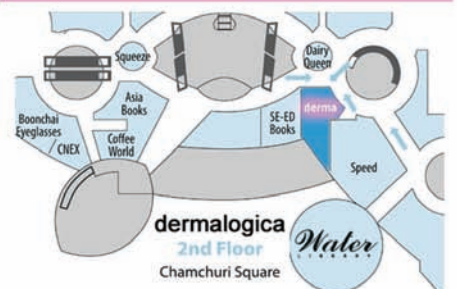 Squeeze
Dairy
Queen
Asia
Books
Boonchai
Eyeglasses
CNEX
Coffee
World
SE-ED
Books
derma
Speed
dermalogica
2nd Floor
Chamchuri Square
Water
LIBRARY